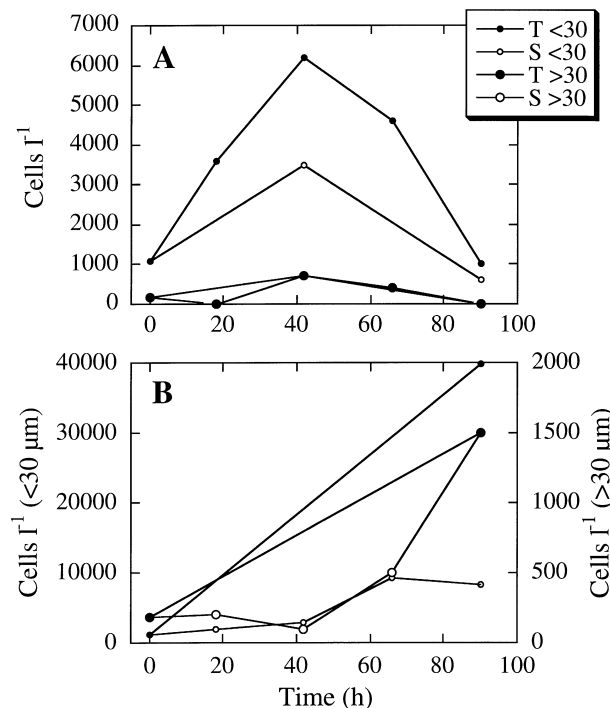 T <30
S <30
T >30
S >30
A
7000
6000
5000
4000
3000
2000
1000
0
Cells l⁻¹
0 20 40 60 80 100
B
40000
30000
20000
10000
0
Cells l⁻¹ (<30 µm)
2000
1500
1000
500
0
Cells l⁻¹ (>30 µm)
0 20 40 60 80 100
Time (h)